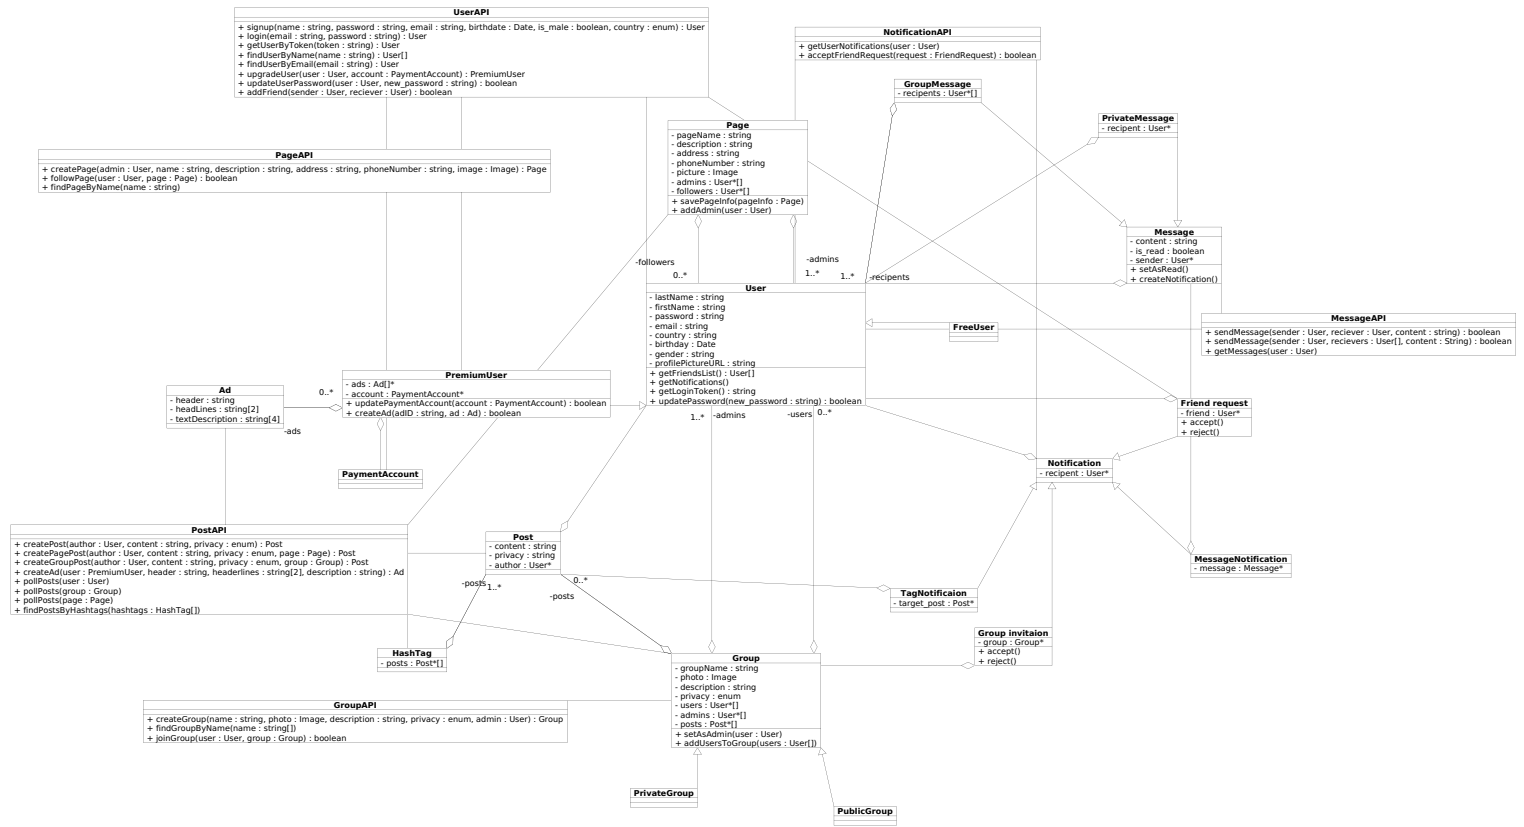 UserAPI
+ signup(name : string, password : string, email : string, birthdate : Date, is_male : boolean, country : enum) : User
+ login(email : string, password : string) : User
+ getUserByToken(token : string) : User
+ findUserByName(name : string) : User[]
+ findUserByEmail(email : string) : User
+ upgradeUser(user : User, account : PaymentAccount) : PremiumUser
+ updateUserPassword(user : User, new_password : string) : boolean
+ addFriend(sender : User, reciever : User) : boolean
NotificationAPI
+ getUserNotifications(user : User)
+ acceptFriendRequest(request : FriendRequest) : boolean
GroupMessage
- recipents : User*[]
PrivateMessage
- recipent : User*
Page
- pageName : string
- description : string
- address : string
- phoneNumber : string
- picture : Image
- admins : User*[]
- followers : User*[]
+ savePageInfo(pageInfo : Page)
+ addAdmin(user : User)
PageAPI
+ createPage(admin : User, name : string, description : string, address : string, phoneNumber : string, image : Image) : Page
+ followPage(user : User, page : Page) : boolean
+ findPageByName(name : string)
Message
- content : string
- is_read : boolean
- sender : User*
+ setAsRead()
+ createNotification()
-followers
0..*
-admins
1..*
1..*
-recipents
User
- lastName : string
- firstName : string
- password : string
- email : string
- country : string
- birthday : Date
- gender : string
- profilePictureURL : string
+ getFriendsList() : User[]
+ getNotifications()
+ getLoginToken() : string
+ updatePassword(new_password : string) : boolean
FreeUser
MessageAPI
+ sendMessage(sender : User, reciever : User, content : string) : boolean
+ sendMessage(sender : User, recievers : User[], content : String) : boolean
+ getMessages(user : User)
Ad
- header : string
- headLines : string[2]
- textDescription : string[4]
0..*
-ads
PremiumUser
- ads : Ad[]*
- account : PaymentAccount*
+ updatePaymentAccount(account : PaymentAccount) : boolean
+ createAd(adID : string, ad : Ad) : boolean
1..*
-admins
-users
0..*
Friend request
- friend : User*
+ accept()
+ reject()
PaymentAccount
Notification
- recipent : User*
PostAPI
+ createPost(author : User, content : string, privacy : enum) : Post
+ createPagePost(author : User, content : string, privacy : enum, page : Page) : Post
+ createGroupPost(author : User, content : string, privacy : enum, group : Group) : Post
+ createAd(user : PremiumUser, header : string, headerlines : string[2], description : string) : Ad
+ pollPosts(user : User)
+ pollPosts(group : Group)
+ pollPosts(page : Page)
+ findPostsByHashtags(hashtags : HashTag[])
Post
- content : string
- privacy : string
- author : User*
-posts
1..*
0..*
-posts
MessageNotification
- message : Message*
TagNotificaion
- target_post : Post*
Group invitaion
- group : Group*
+ accept()
+ reject()
HashTag
- posts : Post*[]
Group
- groupName : string
- photo : Image
- description : string
- privacy : enum
- users : User*[]
- admins : User*[]
- posts : Post*[]
+ setAsAdmin(user : User)
+ addUsersToGroup(users : User[])
GroupAPI
+ createGroup(name : string, photo : Image, description : string, privacy : enum, admin : User) : Group
+ findGroupByName(name : string[])
+ joinGroup(user : User, group : Group) : boolean
PrivateGroup
PublicGroup